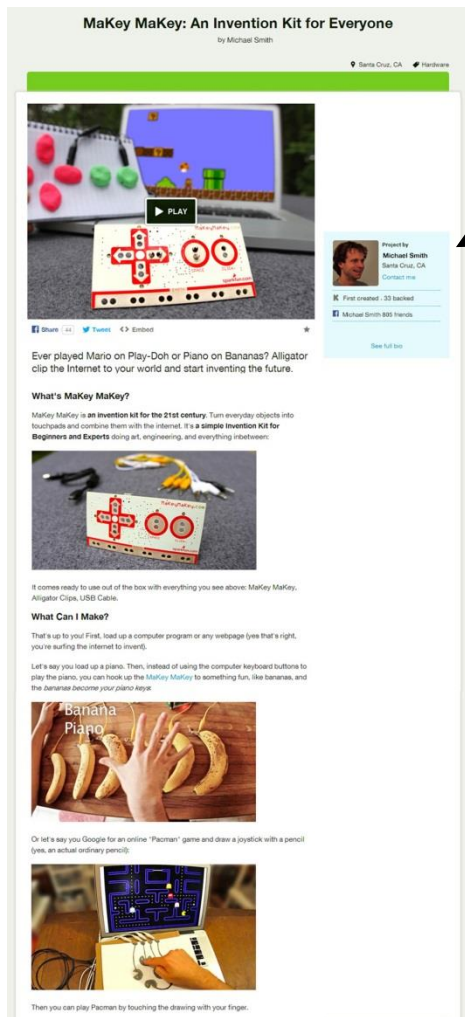 MaKey MaKey: An Invention Kit for Everyone
by Michael Smith
Santa Cruz, CA Hardware
PLAY
MaKey MaKey
Share 44 Tweet Embed
Project by
Michael Smith
Santa Cruz, CA
Contact me
First created · 33 backed
Michael Smith 805 friends
See full bio
Ever played Mario on Play-Doh or Piano on Bananas? Alligator
clip the Internet to your world and start inventing the future.
What's MaKey MaKey?
MaKey MaKey is an invention kit for the 21st century. Turn everyday objects into
touchpads and combine them with the internet. It's a simple Invention Kit for
Beginners and Experts doing art, engineering, and everything inbetween:
MaKeyMaKey.com
It comes ready to use out of the box with everything you see above: MaKey MaKey,
Alligator Clips, USB Cable.
What Can I Make?
That's up to you! First, load up a computer program or any webpage (yes that's right,
you're surfing the internet to invent).
Let's say you load up a piano. Then, instead of using the computer keyboard buttons to
play the piano, you can hook up the MaKey MaKey to something fun, like bananas, and
the bananas become your piano keys:
Banana
Piano
Or let's say you Google for an online "Pacman" game and draw a joystick with a pencil
(yes, an actual ordinary pencil):
Then you can play Pacman by touching the drawing with your finger.